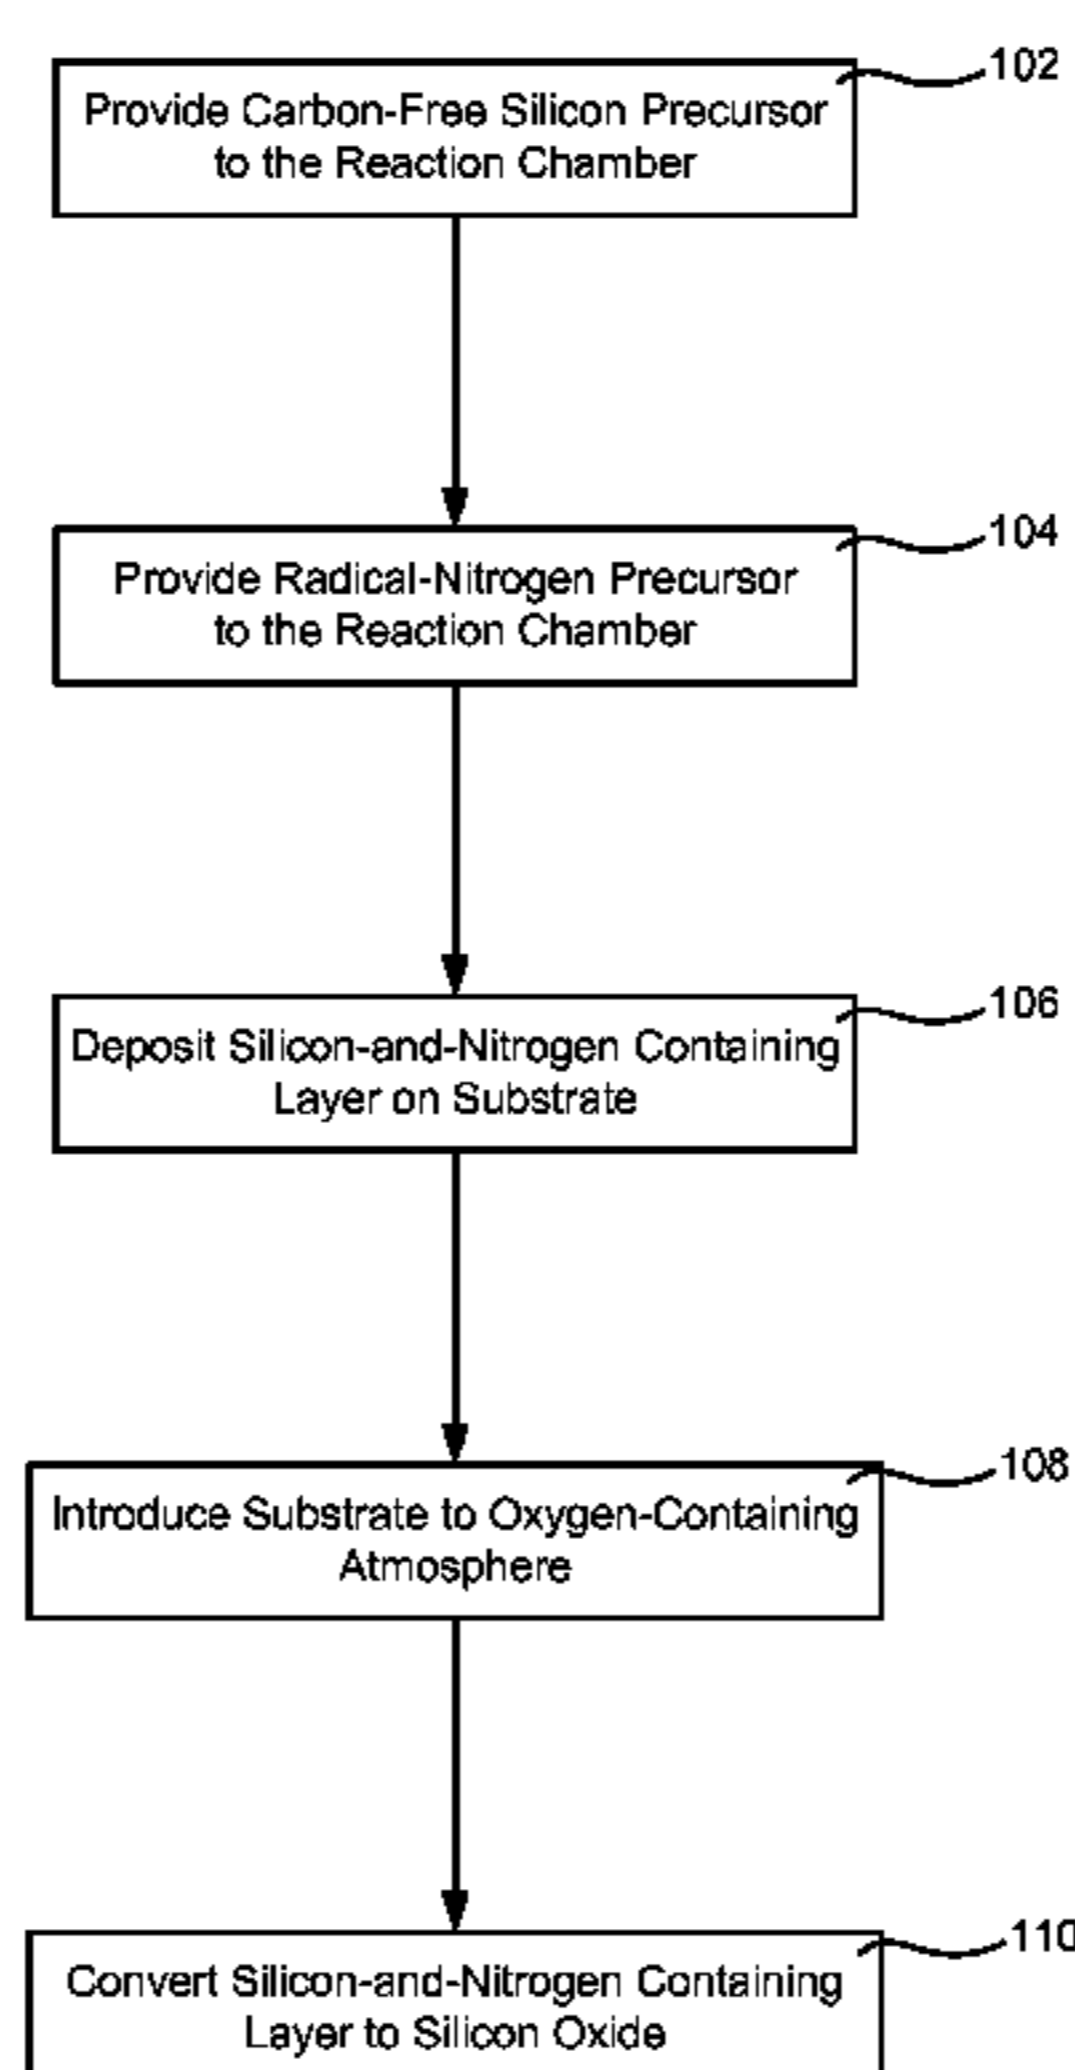 102
Provide Carbon-Free Silicon Precursor
to the Reaction Chamber
104
Provide Radical-Nitrogen Precursor
to the Reaction Chamber
106
Deposit Silicon-and-Nitrogen Containing
Layer on Substrate
108
Introduce Substrate to Oxygen-Containing
Atmosphere
110
Convert Silicon-and-Nitrogen Containing
Layer to Silicon Oxide